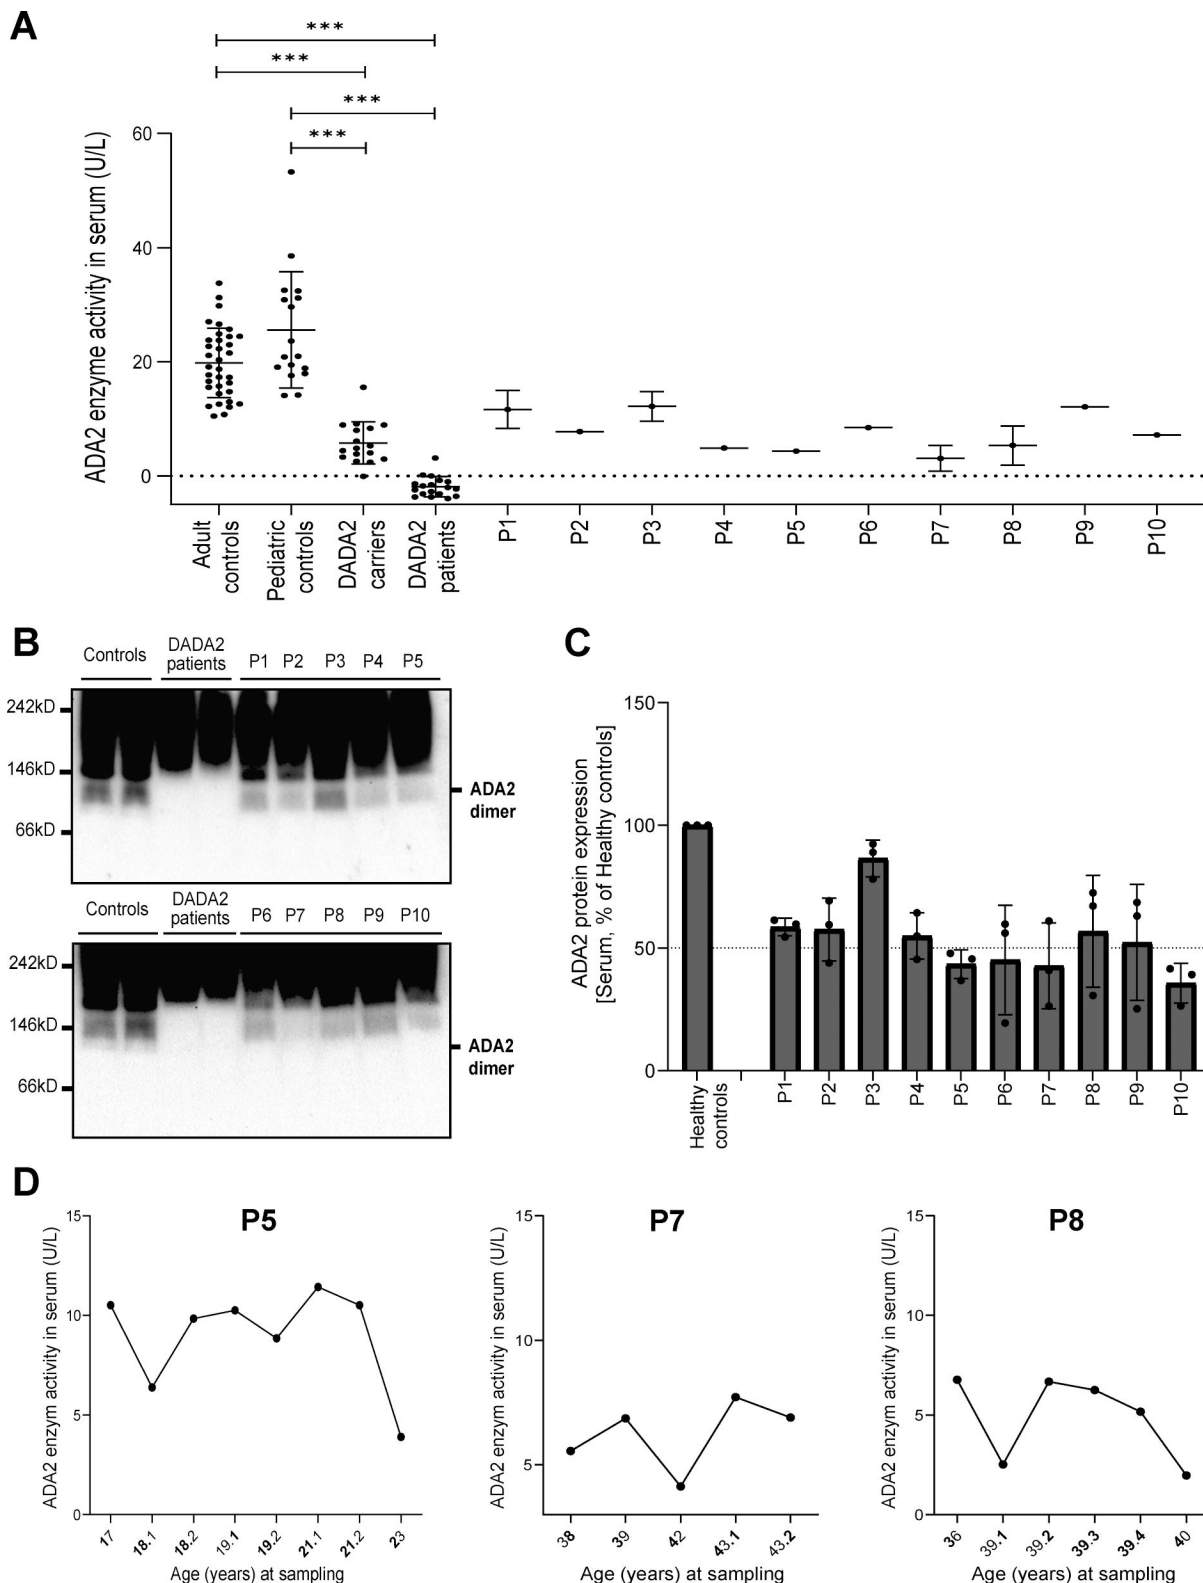 A
***
***
***
***
ADA2 enzyme activity in serum (U/L)
60
40
20
0
Adult
controls
Pediatric
controls
DADA2
carriers
DADA2
patients
P1
P2
P3
P4
P5
P6
P7
P8
P9
P10
B
Controls
DADA2
patients
P1 P2 P3 P4 P5
242kD
146kD
66kD
ADA2
dimer
Controls
DADA2
patients
P6 P7 P8 P9 P10
242kD
146kD
66kD
ADA2
dimer
C
ADA2 protein expression
[Serum, % of Healthy controls]
150
100
50
0
Healthy
controls
P1
P2
P3
P4
P5
P6
P7
P8
P9
P10
D
P5
ADA2 enzym activity in serum (U/L)
15
10
5
0
17 18.1 18.2 19.1 19.2 21.1 21.2 23
Age (years) at sampling
P7
ADA2 enzym activity in serum (U/L)
15
10
5
38 39 42 43.1 43.2
Age (years) at sampling
P8
ADA2 enzym activity in serum (U/L)
15
10
5
0
36 39.1 39.2 39.3 39.4 40
Age (years) at sampling